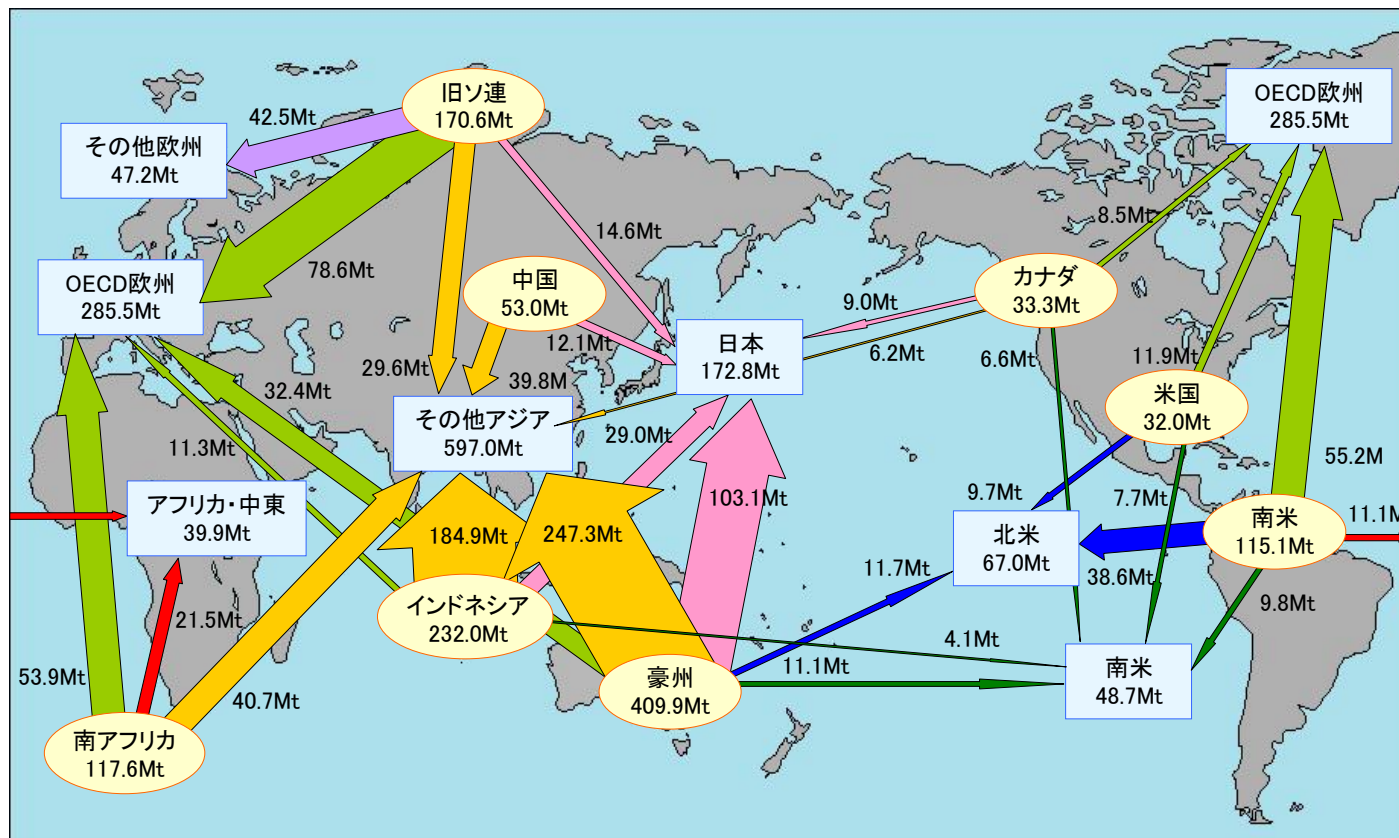 旧ソ連
170.6Mt
OECD欧州
285.5Mt
42.5Mt
その他欧州
47.2Mt
8.5Mt
14.6Mt
78.6Mt
OECD欧州
285.5Mt
中国
53.0Mt
カナダ
33.3Mt
9.0Mt
日本
172.8Mt
12.1Mt
6.2Mt
6.6Mt
11.9Mt
29.6Mt
39.8M
米国
32.0Mt
32.4Mt
その他アジア
597.0Mt
29.0Mt
11.3Mt
55.2M
アフリカ・中東
39.9Mt
103.1Mt
9.7Mt
7.7Mt
南米
115.1Mt
11.1M
184.9Mt
247.3Mt
北米
67.0Mt
38.6Mt
11.7Mt
インドネシア
232.0Mt
21.5Mt
9.8Mt
4.1Mt
53.9Mt
40.7Mt
豪州
409.9Mt
11.1Mt
南米
48.7Mt
南アフリカ
117.6Mt